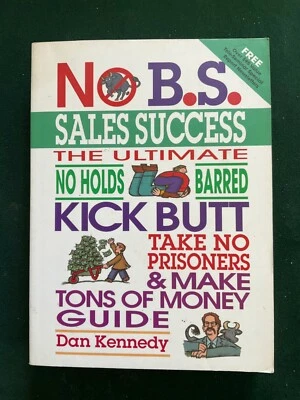 FREE
NO B.S.
SALES SUCCESS
THE ULTIMATE
NO HOLDS BARRED
KICK BUTT
TAKE NO
PRISONERS
& MAKE
TONS OF MONEY
GUIDE
Dan Kennedy